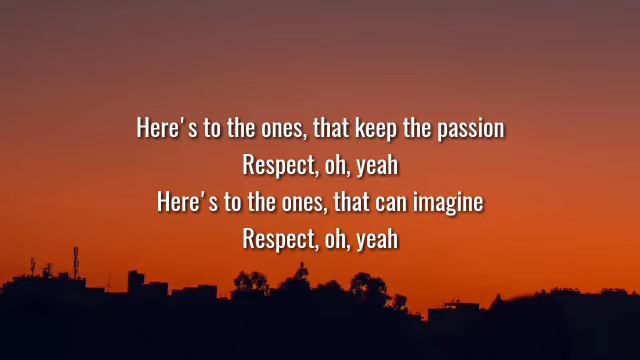 Here's to the ones, that keep the passion
Respect, oh, yeah
Here's to the ones, that can imagine
Respect, oh, yeah